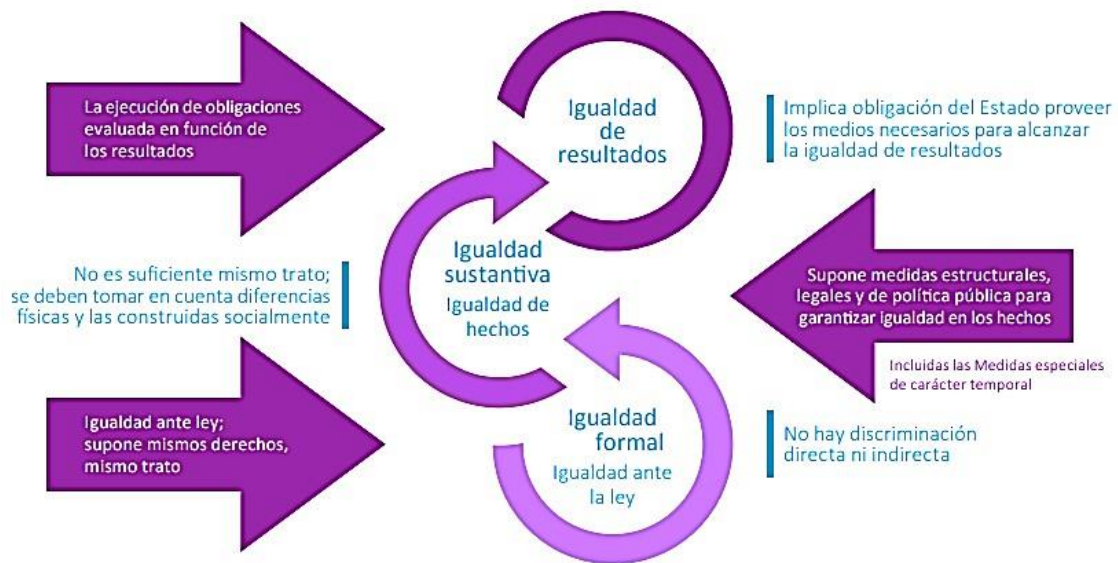 La ejecución de obligaciones
evaluada en función de
los resultados
Igualdad
de
resultados
Implica obligación del Estado proveer
los medios necesarios para alcanzar
la igualdad de resultados
No es suficiente mismo trato;
se deben tomar en cuenta diferencias
físicas y las construidas socialmente
Igualdad
sustantiva
Igualdad de
hechos
Supone medidas estructurales,
legales y de política pública para
garantizar igualdad en los hechos
Incluidas las Medidas especiales
de carácter temporal
Igualdad ante ley;
supone mismos derechos,
mismo trato
Igualdad
formal
Igualdad ante
la ley
No hay discriminación
directa ni indirecta